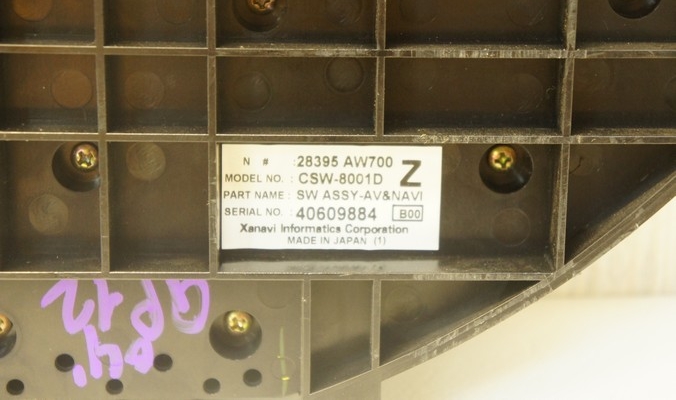 N # : 28395 AW700 Z
MODEL NO. : CSW-8001D
PART NAME : SW ASSY-AV&NAVI
SERIAL NO. : 40609884 B00
Xanavi Informatics Corporation
MADE IN JAPAN (1)